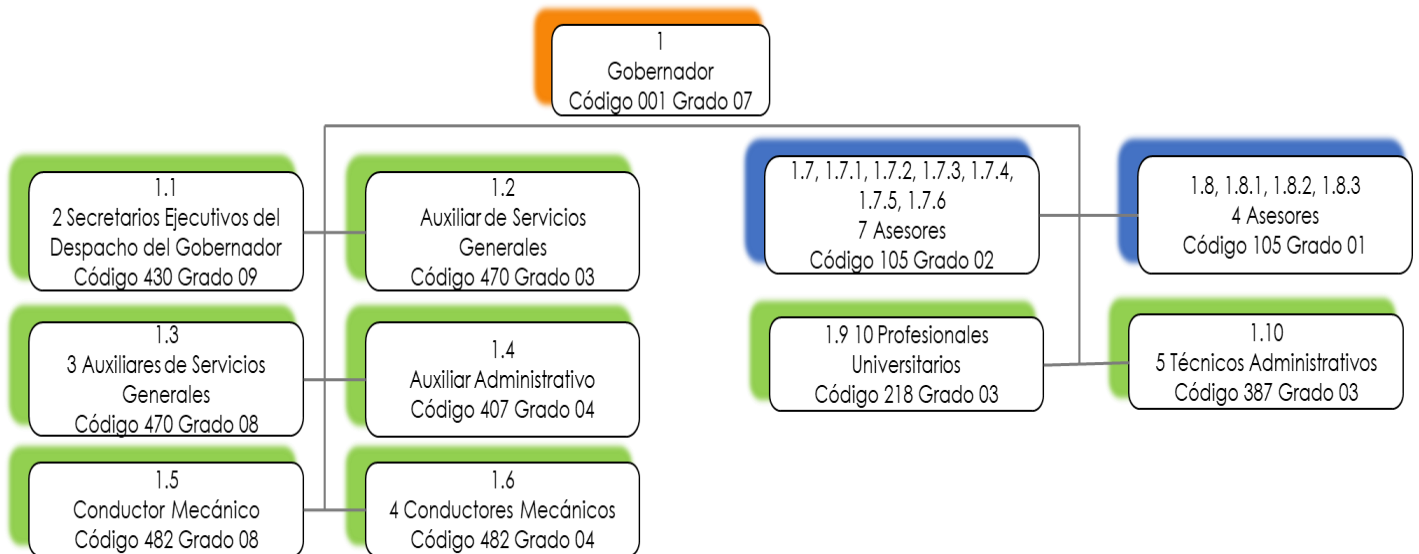 1
Gobernador
Código 001 Grado 07
1.1
2 Secretarios Ejecutivos del
Despacho del Gobernador
Código 430 Grado 09
1.2
Auxiliar de Servicios
Generales
Código 470 Grado 03
1.7, 1.7.1, 1.7.2, 1.7.3, 1.7.4,
1.7.5, 1.7.6
7 Asesores
Código 105 Grado 02
1.8, 1.8.1, 1.8.2, 1.8.3
4 Asesores
Código 105 Grado 01
1.3
3 Auxiliares de Servicios
Generales
Código 470 Grado 08
1.4
Auxiliar Administrativo
Código 407 Grado 04
1.9 10 Profesionales
Universitarios
Código 218 Grado 03
1.10
5 Técnicos Administrativos
Código 387 Grado 03
1.5
Conductor Mecánico
Código 482 Grado 08
1.6
4 Conductores Mecánicos
Código 482 Grado 04